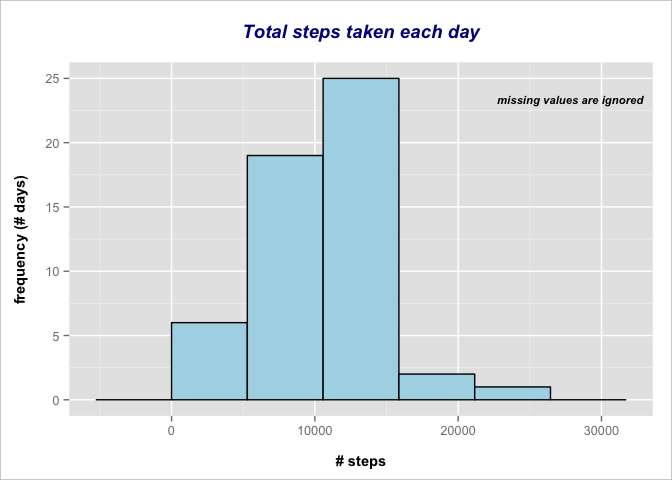 Total steps taken each day
missing values are ignored
frequency (# days)
25
20
15
10
5
0
0 10000 20000 30000
# steps